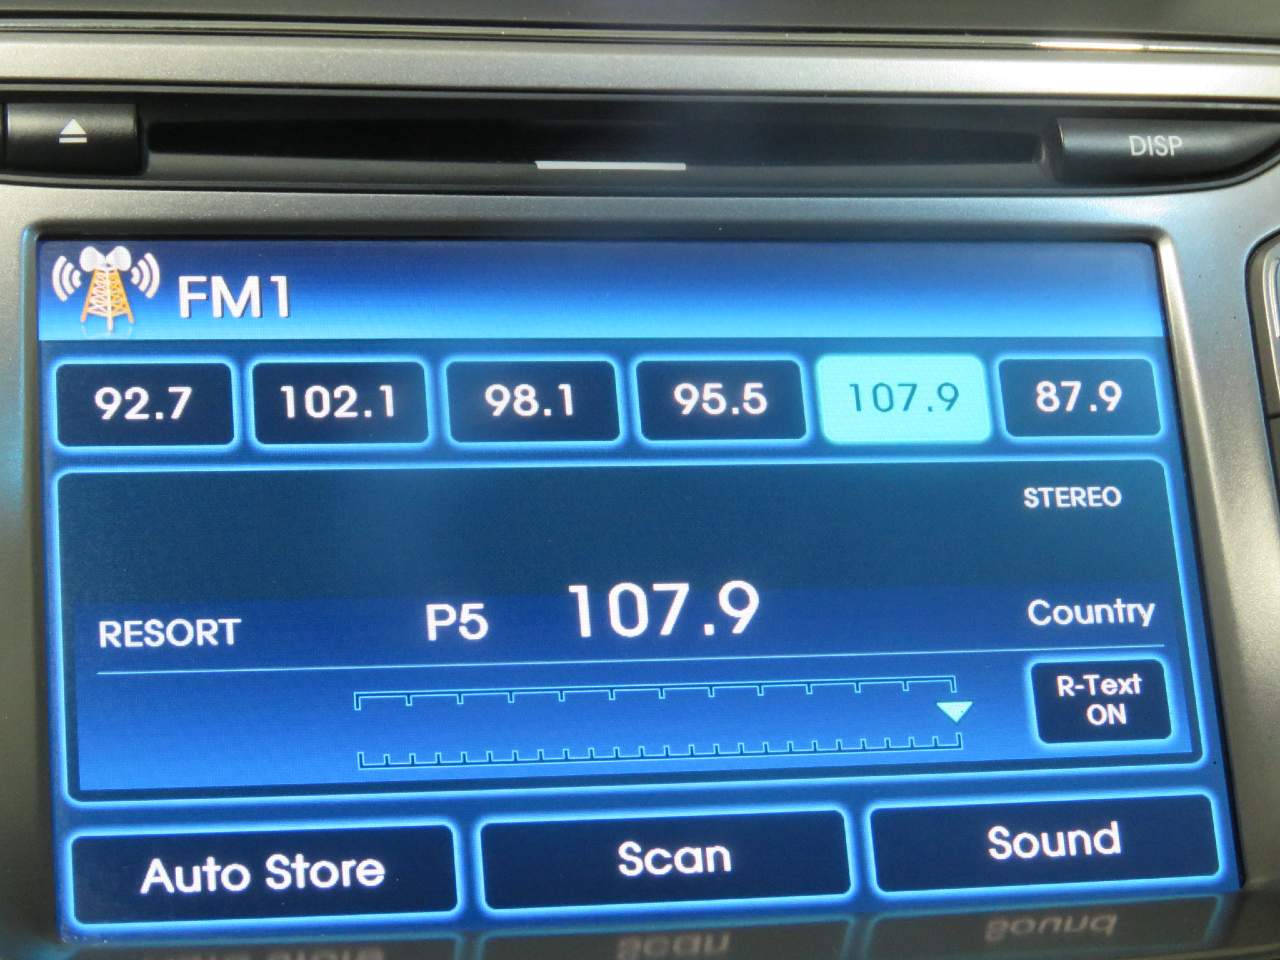 DISP
FM1
92.7 102.1 98.1 95.5 107.9 87.9
STEREO
RESORT P5 107.9 Country
R-Text
ON
Auto Store Scan Sound